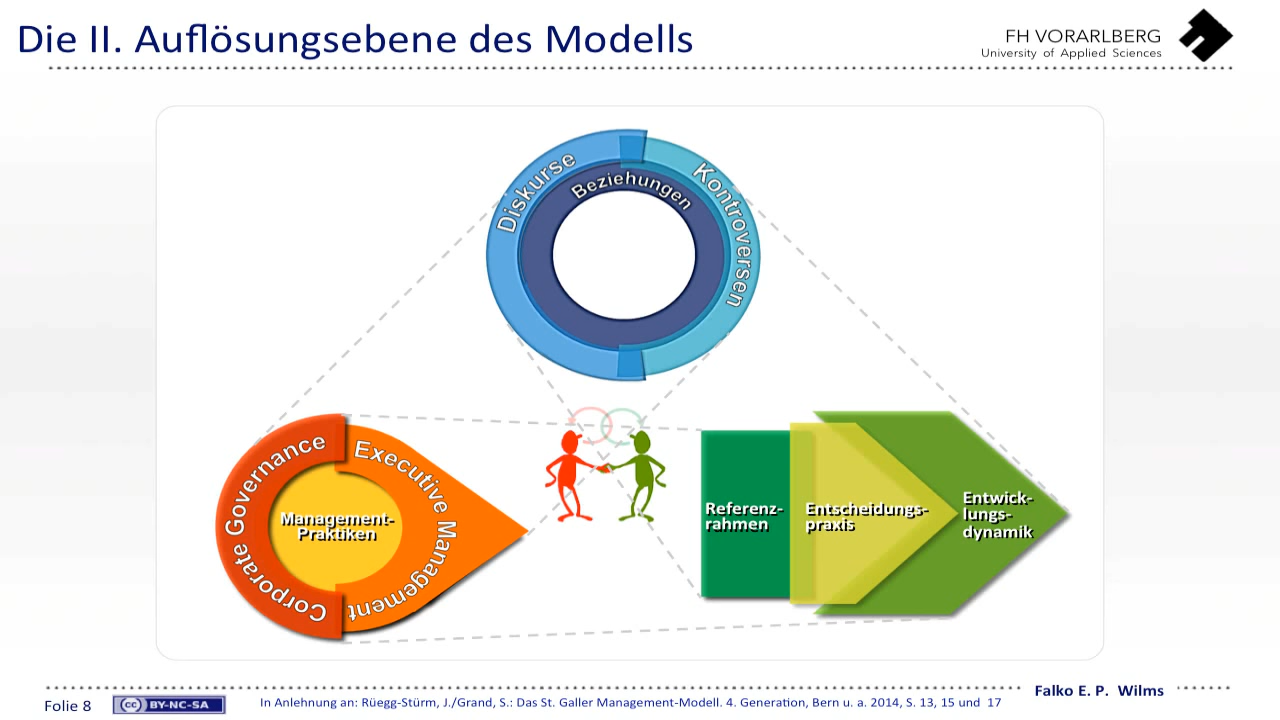 Die II. Auflösungsebene des Modells
FH VORARLBERG
University of Applied Sciences
Diskurse
Kontroversen
Beziehungen
Corporate Governance
Executive Management
Management-
Praktiken
Referenz-
rahmen
Entscheidungs-
praxis
Entwick-
lungs-
dynamik
Folie 8
cc BY-NC-SA
In Anlehnung an: Rüegg-Stürm, J./Grand, S.: Das St. Galler Management-Modell. 4. Generation, Bern u. a. 2014, S. 13, 15 und 17
Falko E. P. Wilms